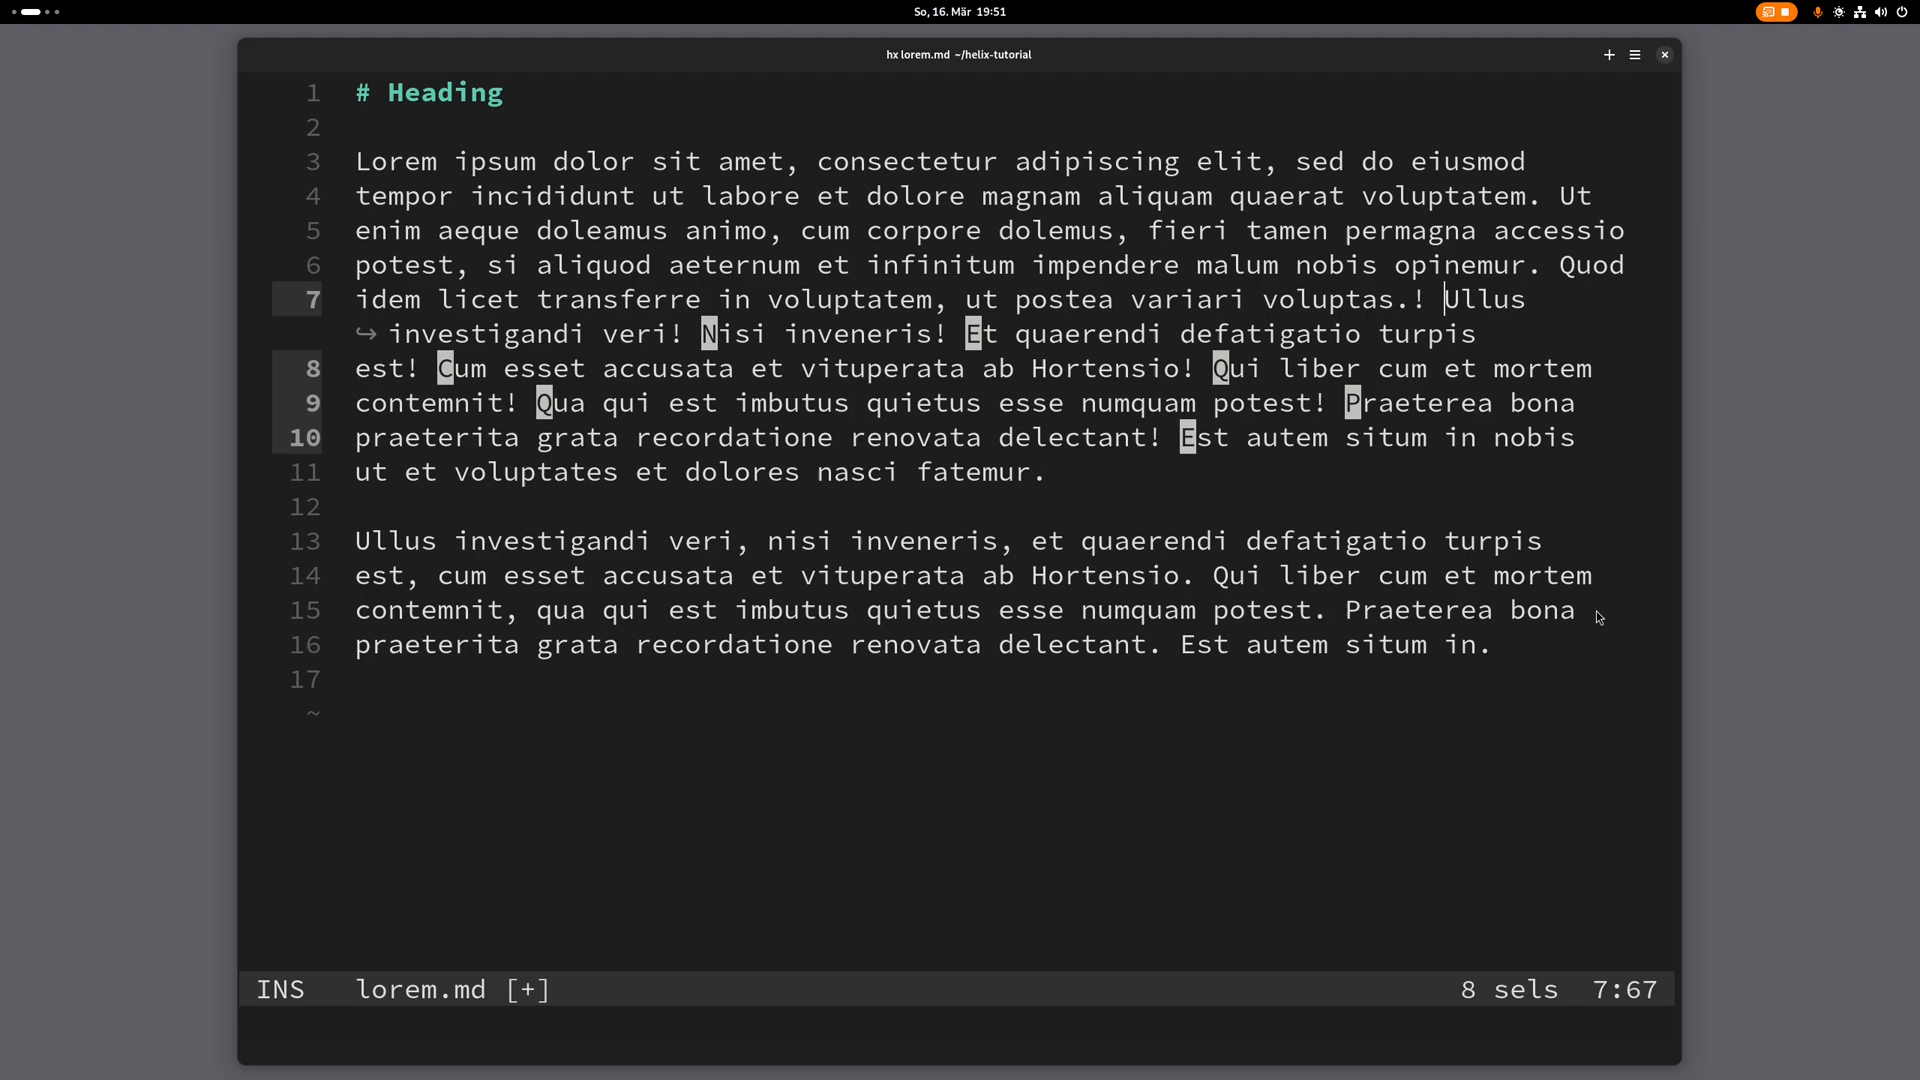 So, 16. Mär 19:51
hx lorem.md ~/helix-tutorial
1 # Heading
2
3 Lorem ipsum dolor sit amet, consectetur adipiscing elit, sed do eiusmod
4 tempor incididunt ut labore et dolore magnam aliquam quaerat voluptatem. Ut
5 enim aeque doleamus animo, cum corpore dolemus, fieri tamen permagna accessio
6 potest, si aliquod aeternum et infinitum impendere malum nobis opinemur. Quod
7 idem licet transferre in voluptatem, ut postea variari voluptas.! Ullus
↪ investigandi veri! Nisi inveneris! Et quaerendi defatigatio turpis
8 est! Cum esset accusata et vituperata ab Hortensio! Qui liber cum et mortem
9 contemnit! Qua qui est imbutus quietus esse numquam potest! Praeterea bona
10 praeterita grata recordatione renovata delectant! Est autem situm in nobis
11 ut et voluptates et dolores nasci fatemur.
12
13 Ullus investigandi veri, nisi inveneris, et quaerendi defatigatio turpis
14 est, cum esset accusata et vituperata ab Hortensio. Qui liber cum et mortem
15 contemnit, qua qui est imbutus quietus esse numquam potest. Praeterea bona
16 praeterita grata recordatione renovata delectant. Est autem situm in.
17
~
INS lorem.md [+] 8 sels 7:67